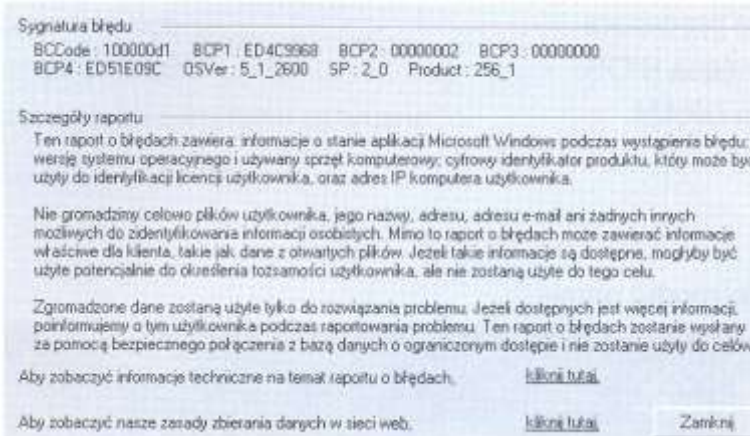 Sygnatura błędu
BCCode : 100000d1 BCP1 : ED4C9968 BCP2 : 00000002 BCP3 : 00000000
BCP4 : ED51E09C OSVer : 5_1_2600 SP : 2_0 Product : 256_1
Szczegóły raportu
Ten raport o błędach zawiera: informacje o stanie aplikacji Microsoft Windows podczas wystąpienia błędu;
wersję systemu operacyjnego i używany sprzęt komputerowy; cyfrowy identyfikator produktu, który może być
użyty do identyfikacji licencji użytkownika, oraz adres IP komputera użytkownika.
Nie gromadzimy celowo plików użytkownika, jego nazwy, adresu, adresu e-mail ani żadnych innych
możliwych do zidentyfikowania informacji osobistych. Mimo to raport o błędach może zawierać informacje
właściwe dla klienta, takie jak dane z otwartych plików. Jeżeli takie informacje są dostępne, mogłyby być
użyte potencjalnie do określenia tożsamości użytkownika, ale nie zostaną użyte do tego celu.
Zgromadzone dane zostaną użyte tylko do rozwiązania problemu. Jeżeli dostępnych jest więcej informacji,
poinformujemy o tym użytkownika podczas raportowania problemu. Ten raport o błędach zostanie wysłany
za pomocą bezpiecznego połączenia z bazą danych o ograniczonym dostępie i nie zostanie użyty do celów
Aby zobaczyć informacje techniczne na temat raportu o błędach, kliknij tutaj.
Aby zobaczyć nasze zasady zbierania danych w sieci web, kliknij tutaj.
Zamknij